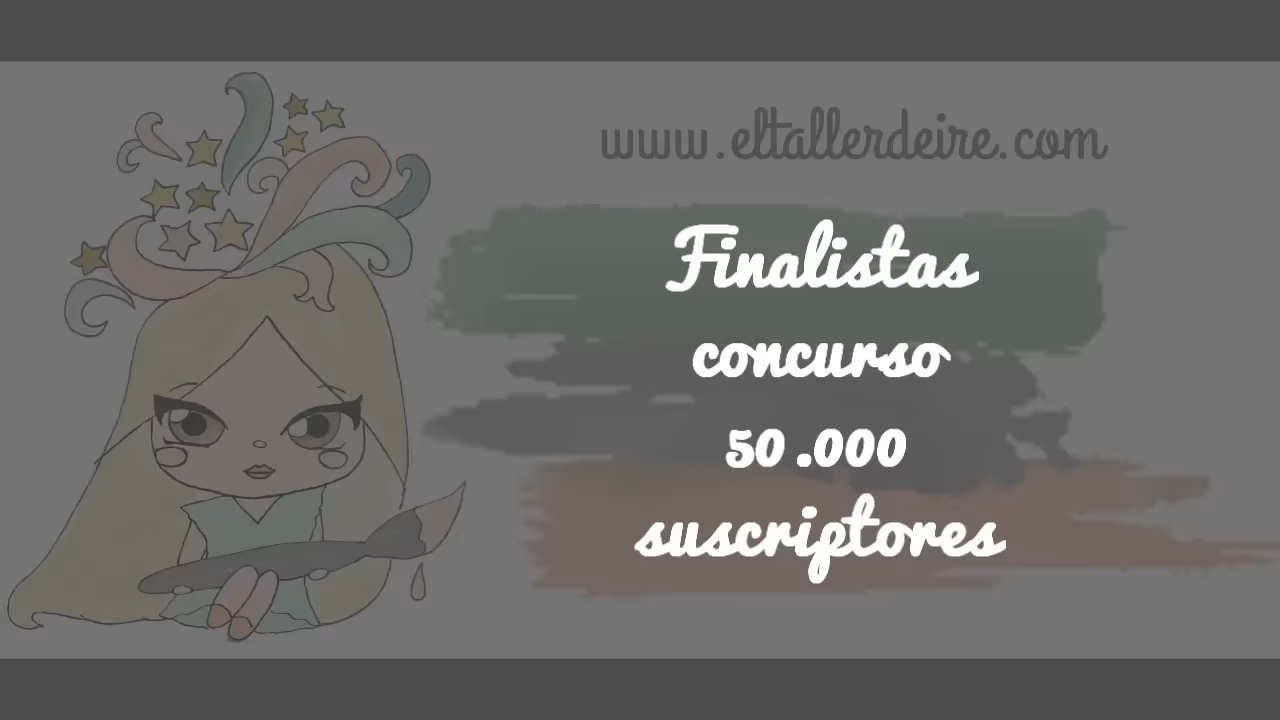 www.eltallerdeire.com
Finalistas
concurso
50 .000
suscriptores